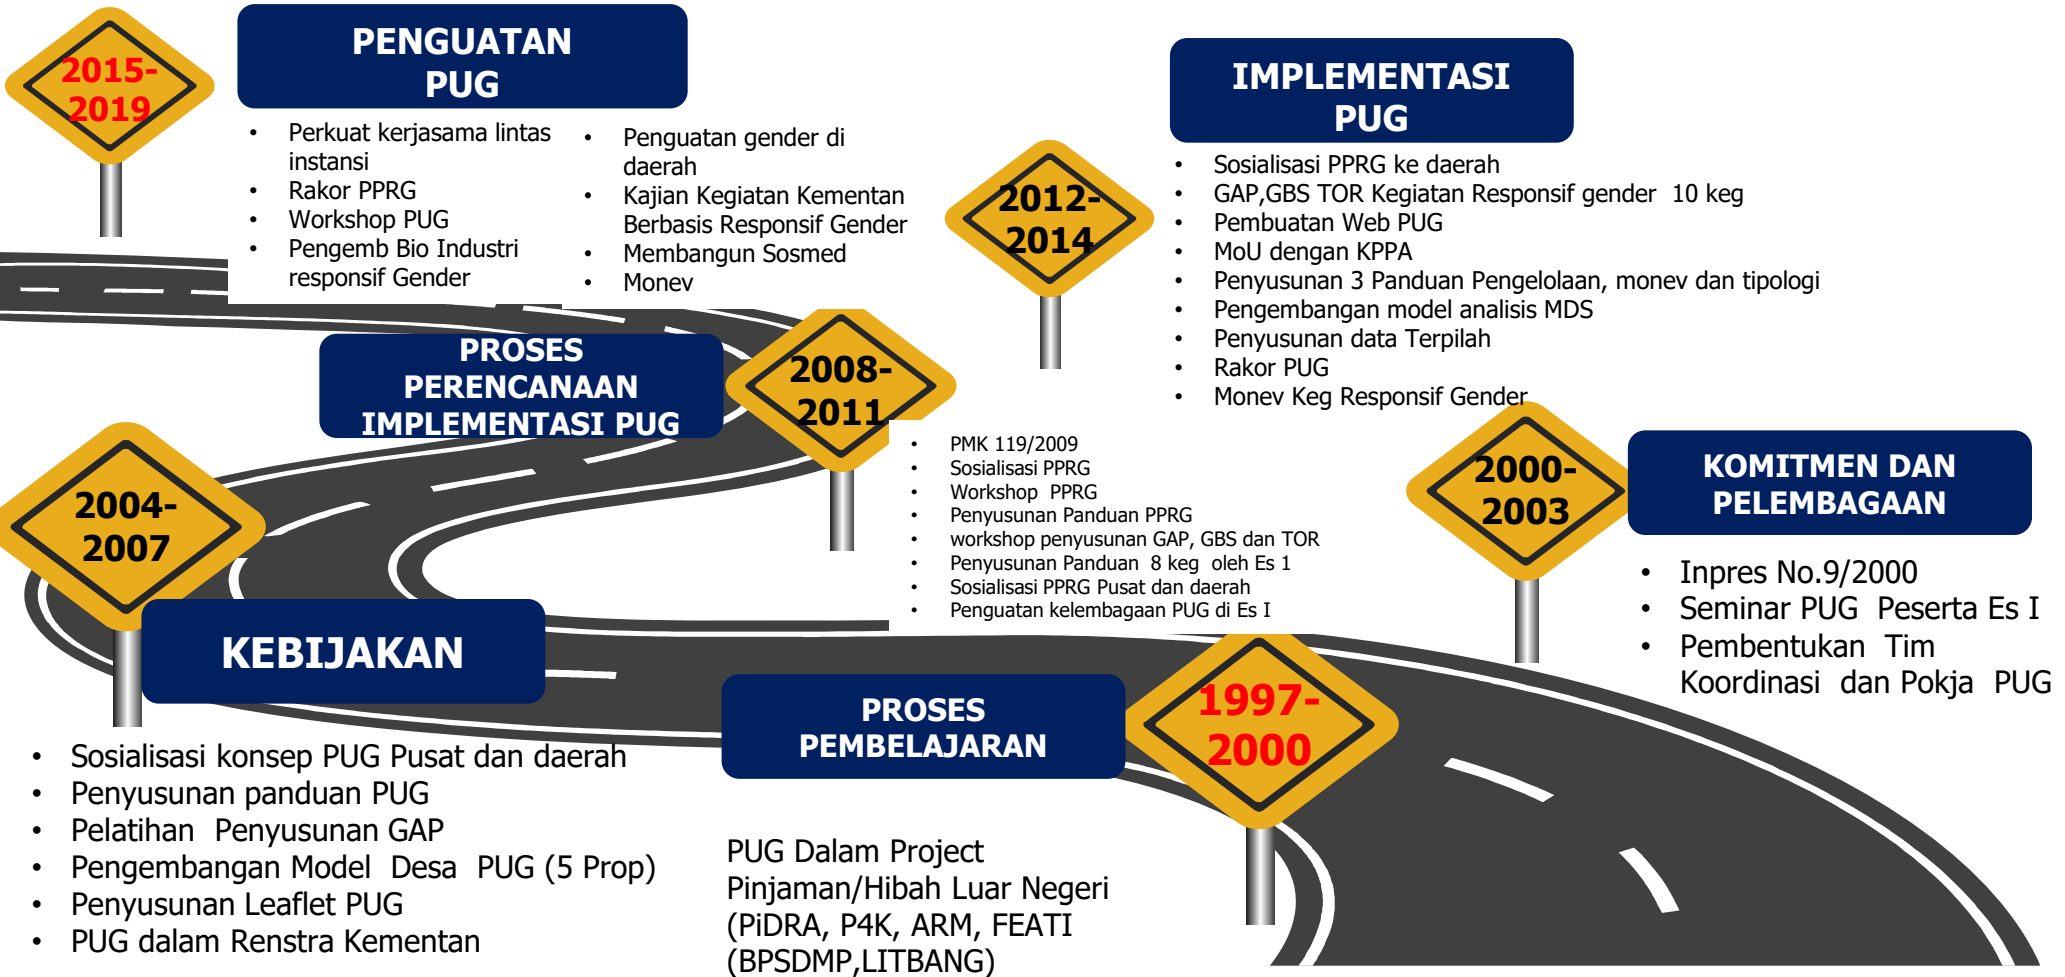 2015-
2019
PENGUATAN
PUG
• Perkuat kerjasama lintas
instansi
• Rakor PPRG
• Workshop PUG
• Pengemb Bio Industri
responsif Gender
• Penguatan gender di
daerah
• Kajian Kegiatan Kementan
Berbasis Responsif Gender
• Membangun Sosmed
• Monev
2012-
2014
IMPLEMENTASI
PUG
• Sosialisasi PPRG ke daerah
• GAP,GBS TOR Kegiatan Responsif gender 10 keg
• Pembuatan Web PUG
• MoU dengan KPPA
• Penyusunan 3 Panduan Pengelolaan, monev dan tipologi
• Pengembangan model analisis MDS
• Penyusunan data Terpilah
• Rakor PUG
• Monev Keg Responsif Gender
PROSES
PERENCANAAN
IMPLEMENTASI PUG
2008-
2011
• PMK 119/2009
• Sosialisasi PPRG
• Workshop PPRG
• Penyusunan Panduan PPRG
• workshop penyusunan GAP, GBS dan TOR
• Penyusunan Panduan 8 keg oleh Es 1
• Sosialisasi PPRG Pusat dan daerah
• Penguatan kelembagaan PUG di Es I
2000-
2003
KOMITMEN DAN
PELEMBAGAAN
• Inpres No.9/2000
• Seminar PUG Peserta Es I
• Pembentukan Tim
Koordinasi dan Pokja PUG
2004-
2007
KEBIJAKAN
• Sosialisasi konsep PUG Pusat dan daerah
• Penyusunan panduan PUG
• Pelatihan Penyusunan GAP
• Pengembangan Model Desa PUG (5 Prop)
• Penyusunan Leaflet PUG
• PUG dalam Renstra Kementan
PROSES
PEMBELAJARAN
1997-
2000
PUG Dalam Project
Pinjaman/Hibah Luar Negeri
(PiDRA, P4K, ARM, FEATI
(BPSDMP,LITBANG)